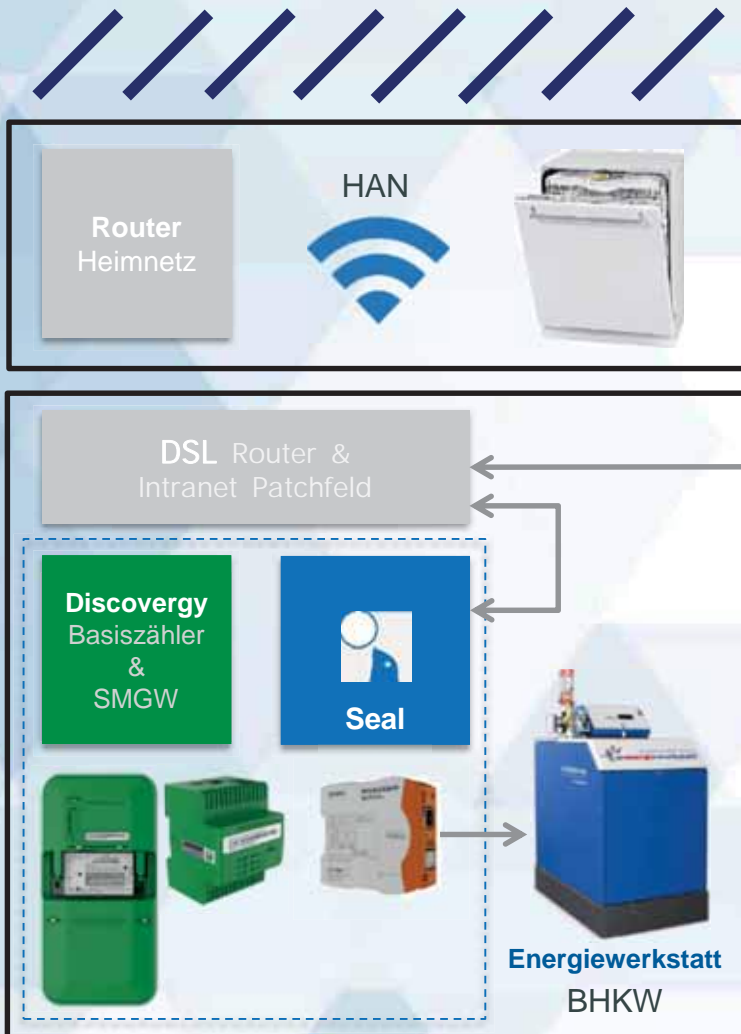 Router
Heimnetz
HAN
DSL Router &
Intranet Patchfeld
Discovergy
Basiszähler
&
SMGW
Seal
Energiewerkstatt
BHKW